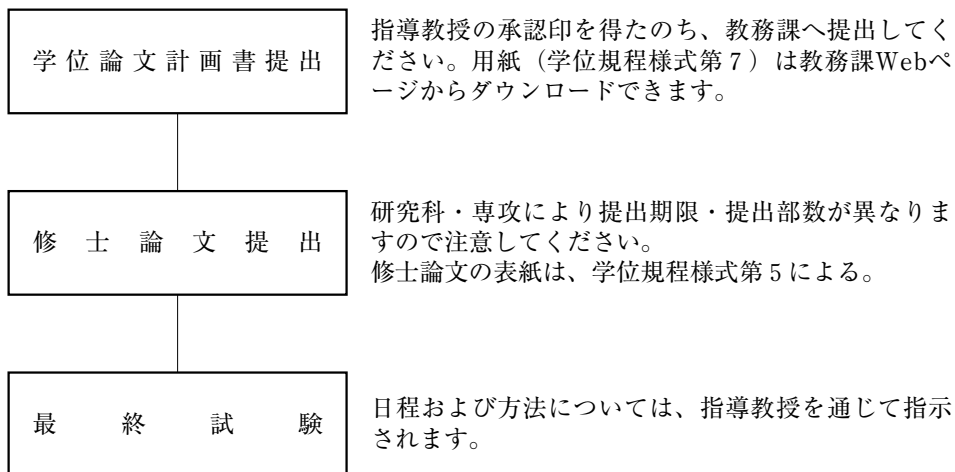 学位論文計画書提出
指導教授の承認印を得たのち、教務課へ提出してく
ださい。用紙（学位規程様式第７）は教務課Webペ
ージからダウンロードできます。
修士論文提出
研究科・専攻により提出期限・提出部数が異なりま
すので注意してください。
修士論文の表紙は、学位規程様式第５による。
最終試験
日程および方法については、指導教授を通じて指示
されます。